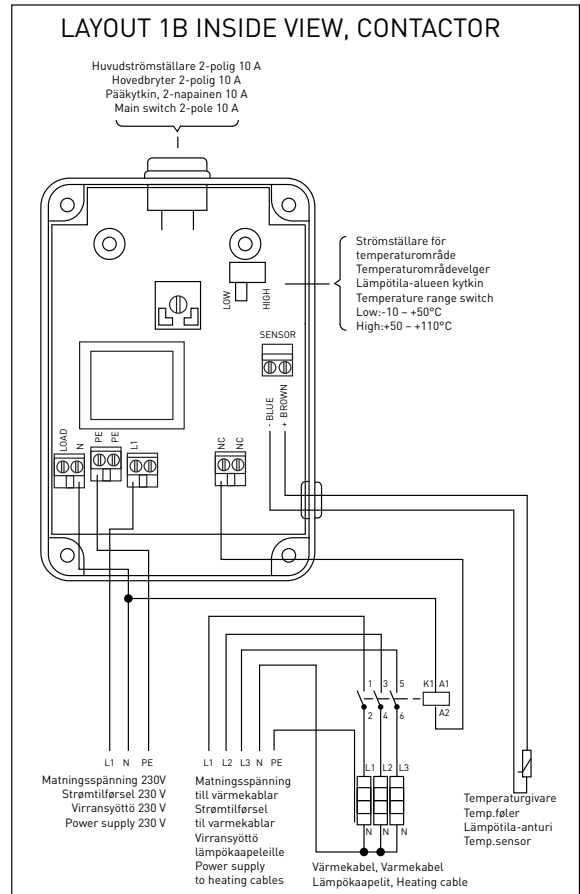 LAYOUT 1B INSIDE VIEW, CONTACTOR
Huvudströmställare 2-polig 10 A
Hovedbryter 2-polig 10 A
Pääkytkin, 2-napainen 10 A
Main switch 2-pole 10 A
Strömställare för
temperaturområde
Temperaturområdevelger
Lämpötila-alueen kytkin
Temperature range switch
Low:-10 – +50°C
High:+50 – +110°C
LOW
HIGH
SENSOR
- BLUE
+ BROWN
LOAD
N
PE
PE
L1
NC
NC
1 3 5
K1 A1
A2
2 4 6
L1 N PE
L1 L2 L3 N PE
L1 L2 L3
N N N
Matningsspänning 230V
Strømtilførsel 230 V
Virransyöttö 230 V
Power supply 230 V
Matningsspänning
till värmekablar
Strømtilførsel
til varmekablar
Virransyöttö
lämpökaapeleille
Power supply
to heating cables
Värmekabel, Varmekabel
Lämpökaapelit, Heating cable
Temperaturgivare
Temp.føler
Lämpötila-anturi
Temp.sensor